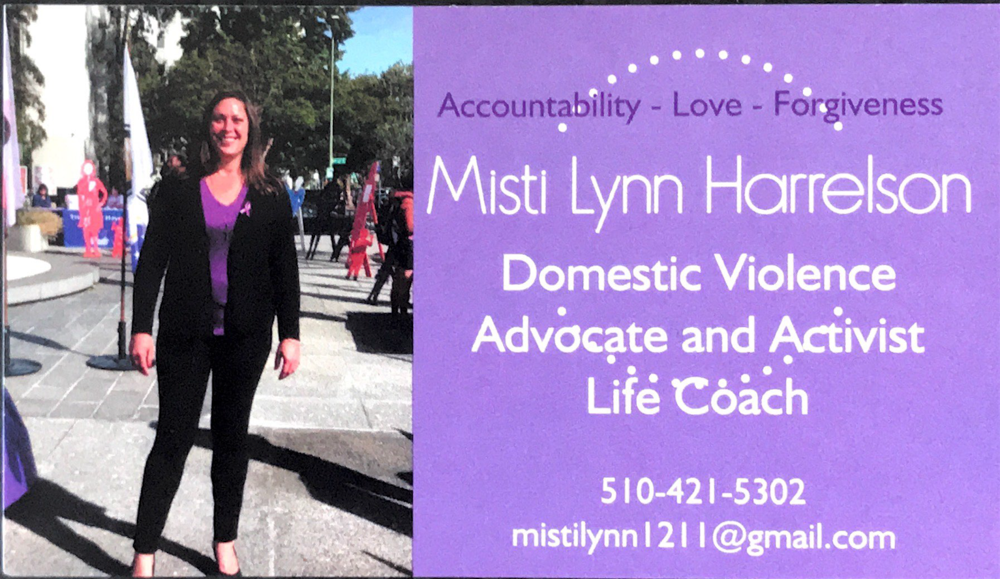 Accountability - Love - Forgiveness
Misti Lynn Harrelson
Domestic Violence
Advocate and Activist
Life Coach
510-421-5302
mistilynn1211@gmail.com